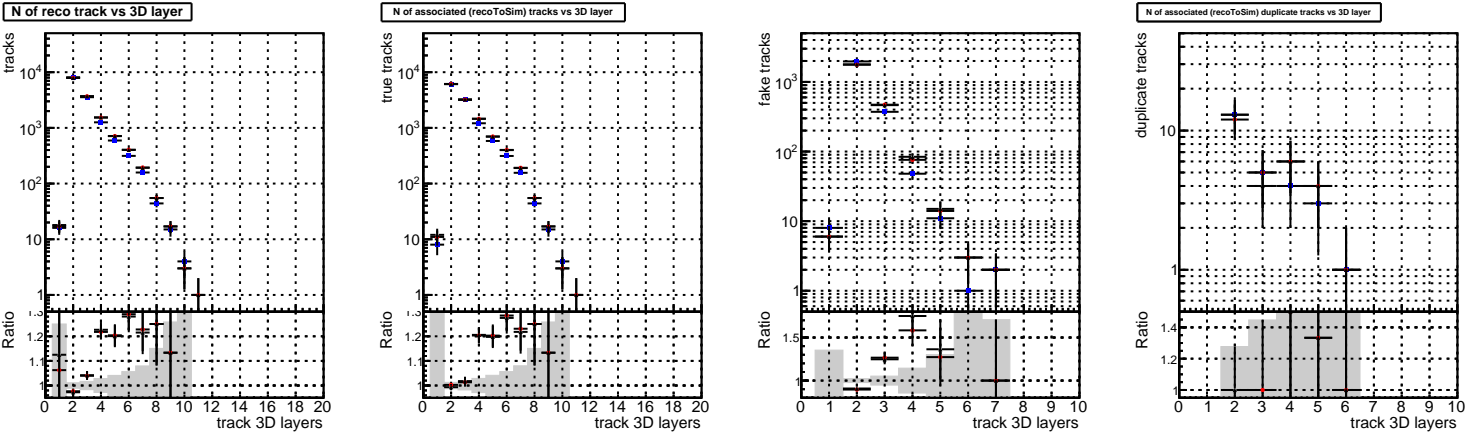 N of reco track vs 3D layer
tracks
10^4
10^3
10^2
10
1
Ratio
1.3
1.2
1.1
1
0 2 4 6 8 10 12 14 16 18 20
track 3D layers
N of associated (recoToSim) tracks vs 3D layer
true tracks
10^4
10^3
10^2
10
1
Ratio
1.3
1.2
1.1
1
0 2 4 6 8 10 12 14 16 18 20
track 3D layers
fake tracks
10^3
10^2
10
1
Ratio
1.5
1
0 1 2 3 4 5 6 7 8 9 10
track 3D layers
N of associated (recoToSim) duplicate tracks vs 3D layer
duplicate tracks
10
1
Ratio
1.4
1.2
1
0 1 2 3 4 5 6 7 8 9 10
track 3D layers